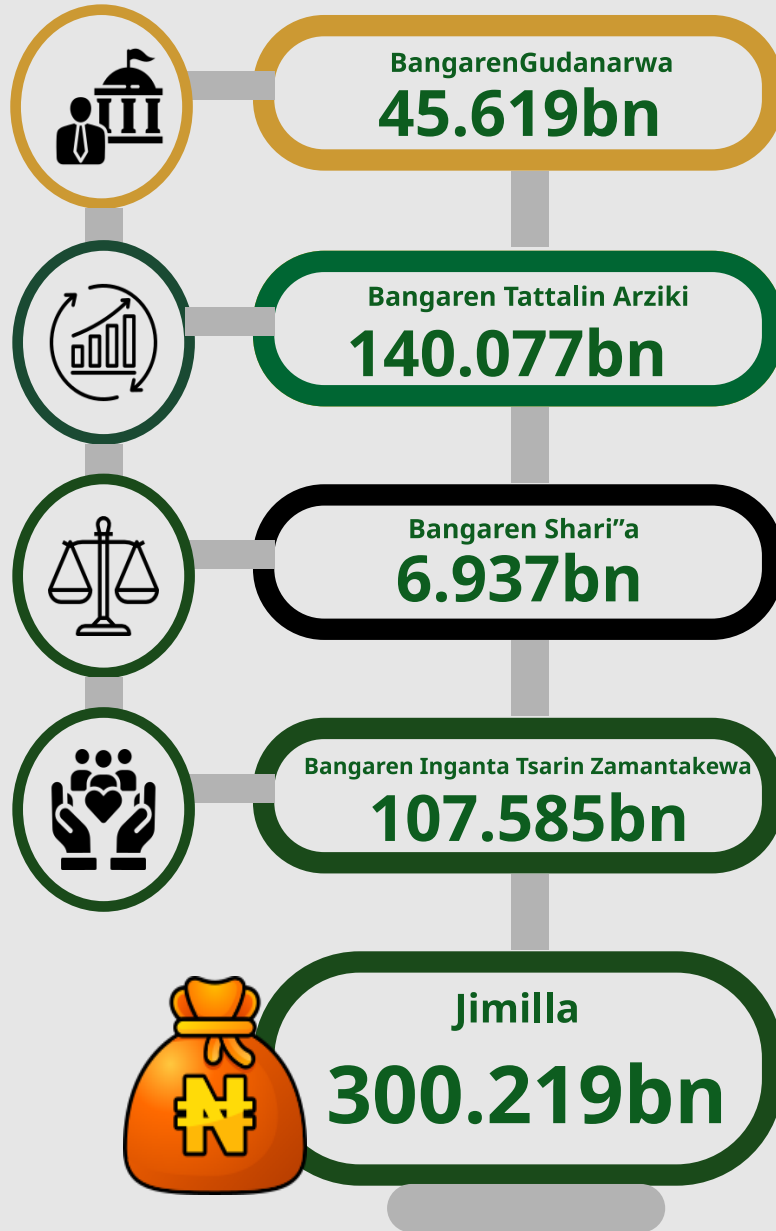 BangarenGudanarwa
45.619bn
Bangaren Tattalin Arziki
140.077bn
Bangaren Shari”a
6.937bn
Bangaren Inganta Tsarin Zamantakewa
107.585bn
Jimilla
300.219bn
₦